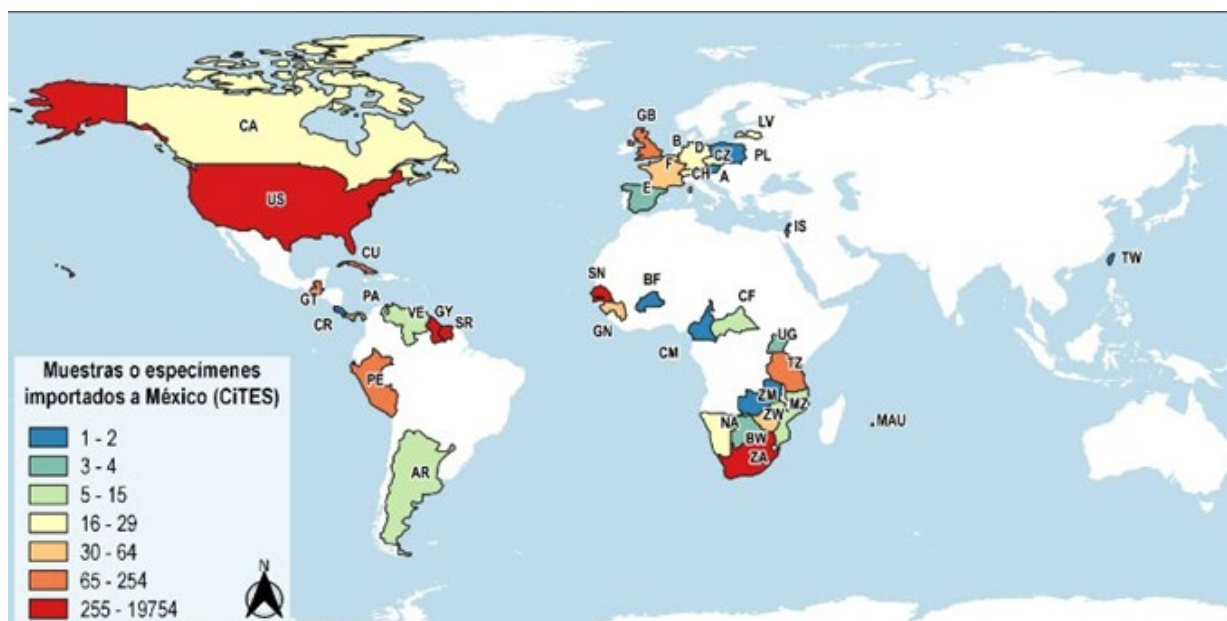 GB
LV
B
D
CA
CZ
PL
F
CH
A
E
US
IS
CU
TW
SN
BF
GT
PA
CF
VE
GY
SR
CR
GN
UG
CM
TZ
PE
ZM
MZ
ZW
NA
MAU
BW
ZA
AR
Muestras o especímenes
importados a México (CiTES)
1 - 2
3 - 4
5 - 15
16 - 29
30 - 64
65 - 254
255 - 19754
N